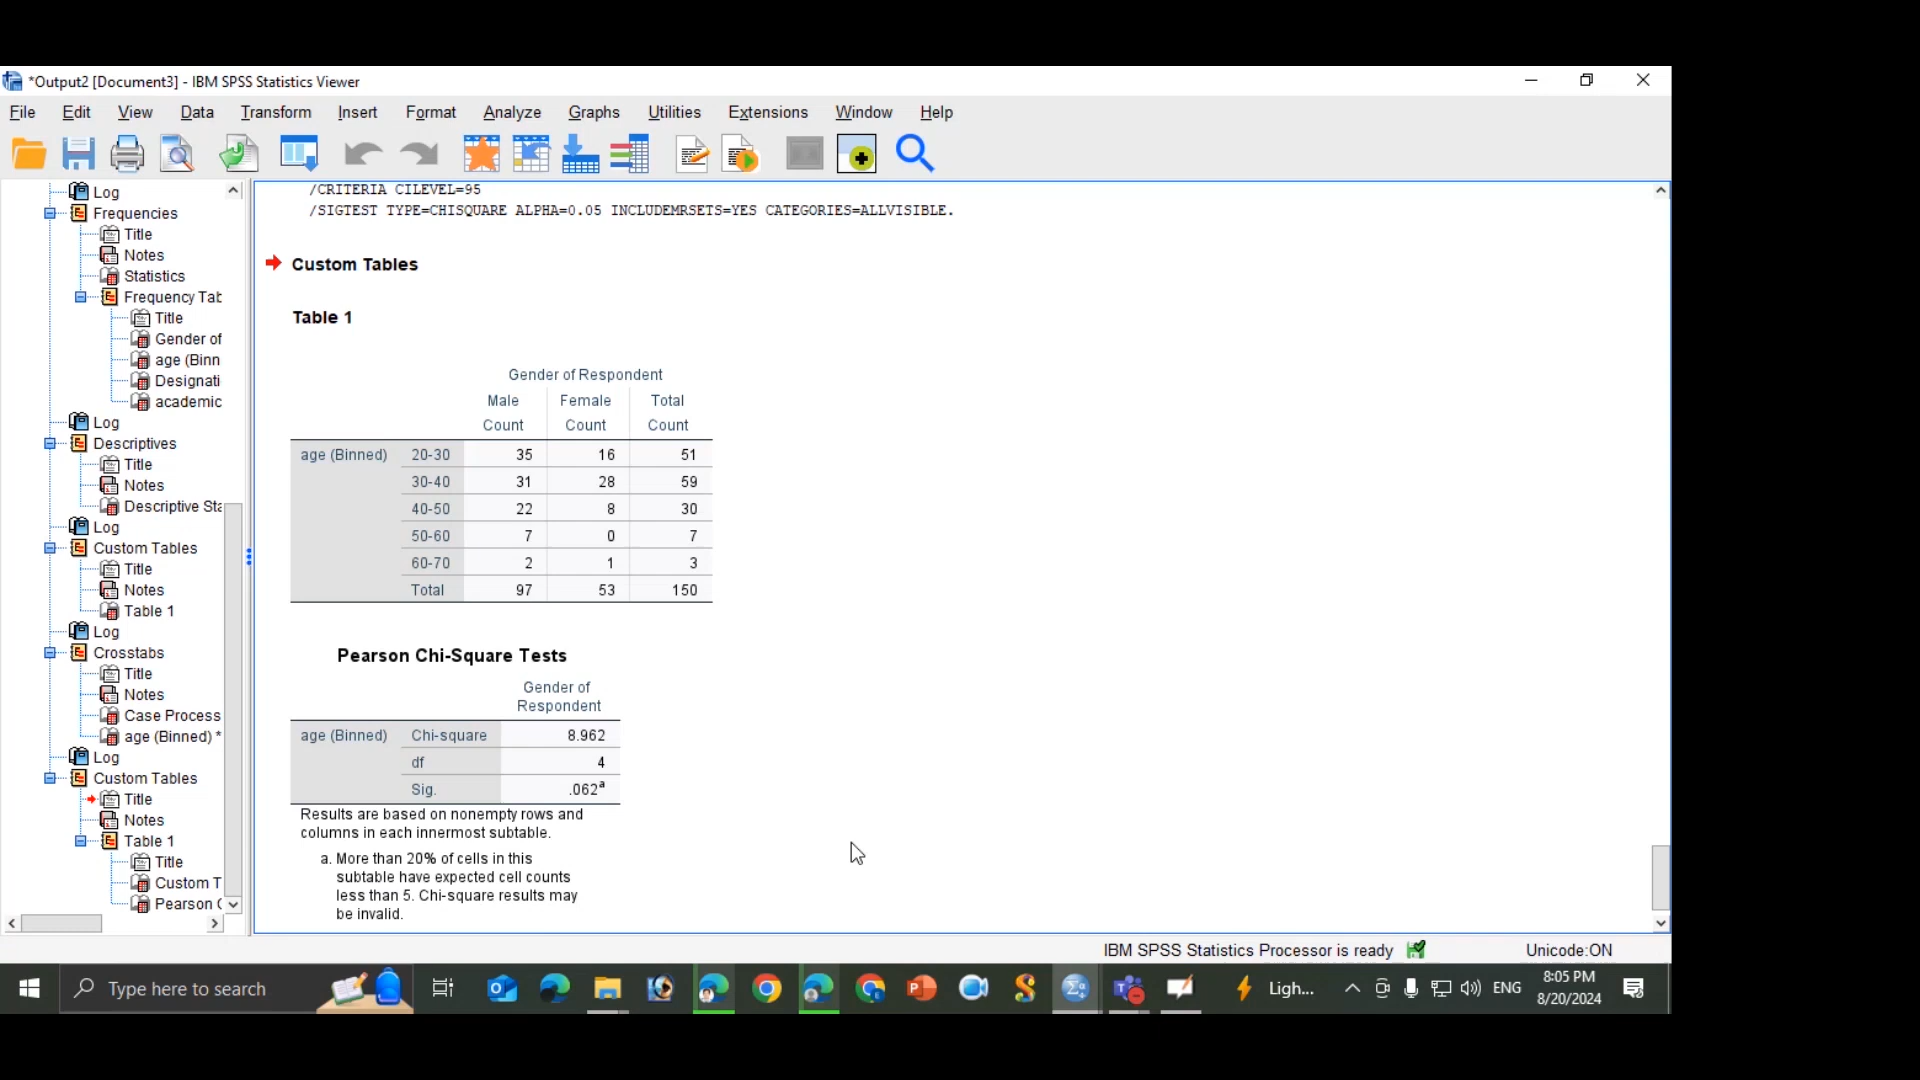 *Output2 [Document3] - IBM SPSS Statistics Viewer
File Edit View Data Transform Insert Format Analyze Graphs Utilities Extensions Window Help
Log
Frequencies
Title
Notes
Statistics
Frequency Tab
Title
Gender of
age (Binn
Designati
academic
Log
Descriptives
Title
Notes
Descriptive Sta
Log
Custom Tables
Title
Notes
Table 1
Log
Crosstabs
Title
Notes
Case Process
age (Binned) *
Log
Custom Tables
Title
Notes
Table 1
Title
Custom T
Pearson C
/CRITERIA CILEVEL=95
/SIGTEST TYPE=CHISQUARE ALPHA=0.05 INCLUDEMRSETS=YES CATEGORIES=ALLVISIBLE.
Custom Tables
Table 1
Gender of Respondent
Male Female Total
Count Count Count
age (Binned) 20-30 35 16 51
30-40 31 28 59
40-50 22 8 30
50-60 7 0 7
60-70 2 1 3
Total 97 53 150
Pearson Chi-Square Tests
Gender of
Respondent
age (Binned) Chi-square 8.962
df 4
Sig. .062a
Results are based on nonempty rows and
columns in each innermost subtable.
a. More than 20% of cells in this
subtable have expected cell counts
less than 5. Chi-square results may
be invalid.
IBM SPSS Statistics Processor is ready Unicode:ON
Type here to search Ligh... ENG 8:05 PM
8/20/2024